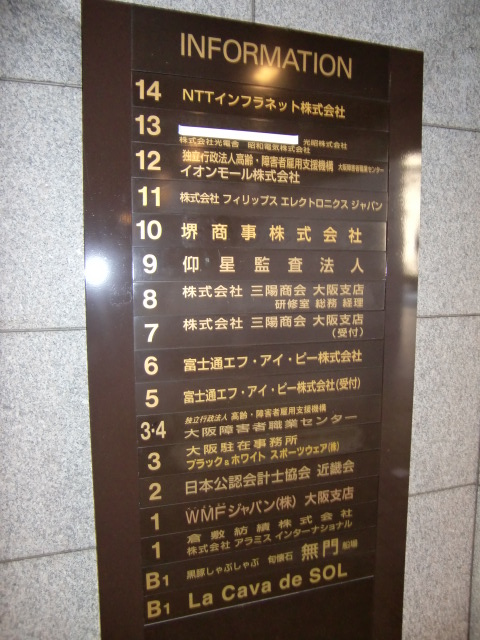 INFORMATION
14 NTTインフラネット株式会社
13 光昭株式会社
株式会社光電舎 昭和電気株式会社
12 独立行政法人高齢・障害者雇用支援機構 大阪障害者職業センター
イオンモール株式会社
11 株式会社 フィリップス エレクトロニクス ジャパン
10 堺商事株式会社
9 仰星監査法人
8 株式会社 三陽商会 大阪支店
研修室 総務 経理
7 株式会社 三陽商会 大阪支店
(受付)
6 富士通エフ・アイ・ピー株式会社
5 富士通エフ・アイ・ピー株式会社(受付)
3・4 独立行政法人 高齢・障害者雇用支援機構
大阪障害者職業センター
3 大阪駐在事務所
ブラック&ホワイト スポーツウェア(株)
2 日本公認会計士協会 近畿会
1 WMFジャパン(株) 大阪支店
1 倉敷紡績株式会社
株式会社 アラミス インターナショナル
B1 黒豚しゃぶしゃぶ 旬懐石 無門 船場
B1 La Cava de SOL